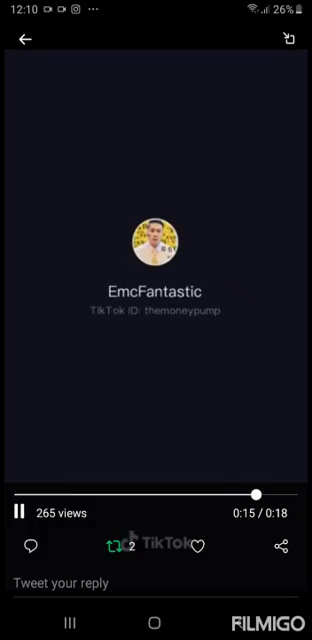 12:10
26%
EmcFantastic
TikTok ID: themoneypump
265 views
0:15 / 0:18
2
TikTok
Tweet your reply
FILMIGO